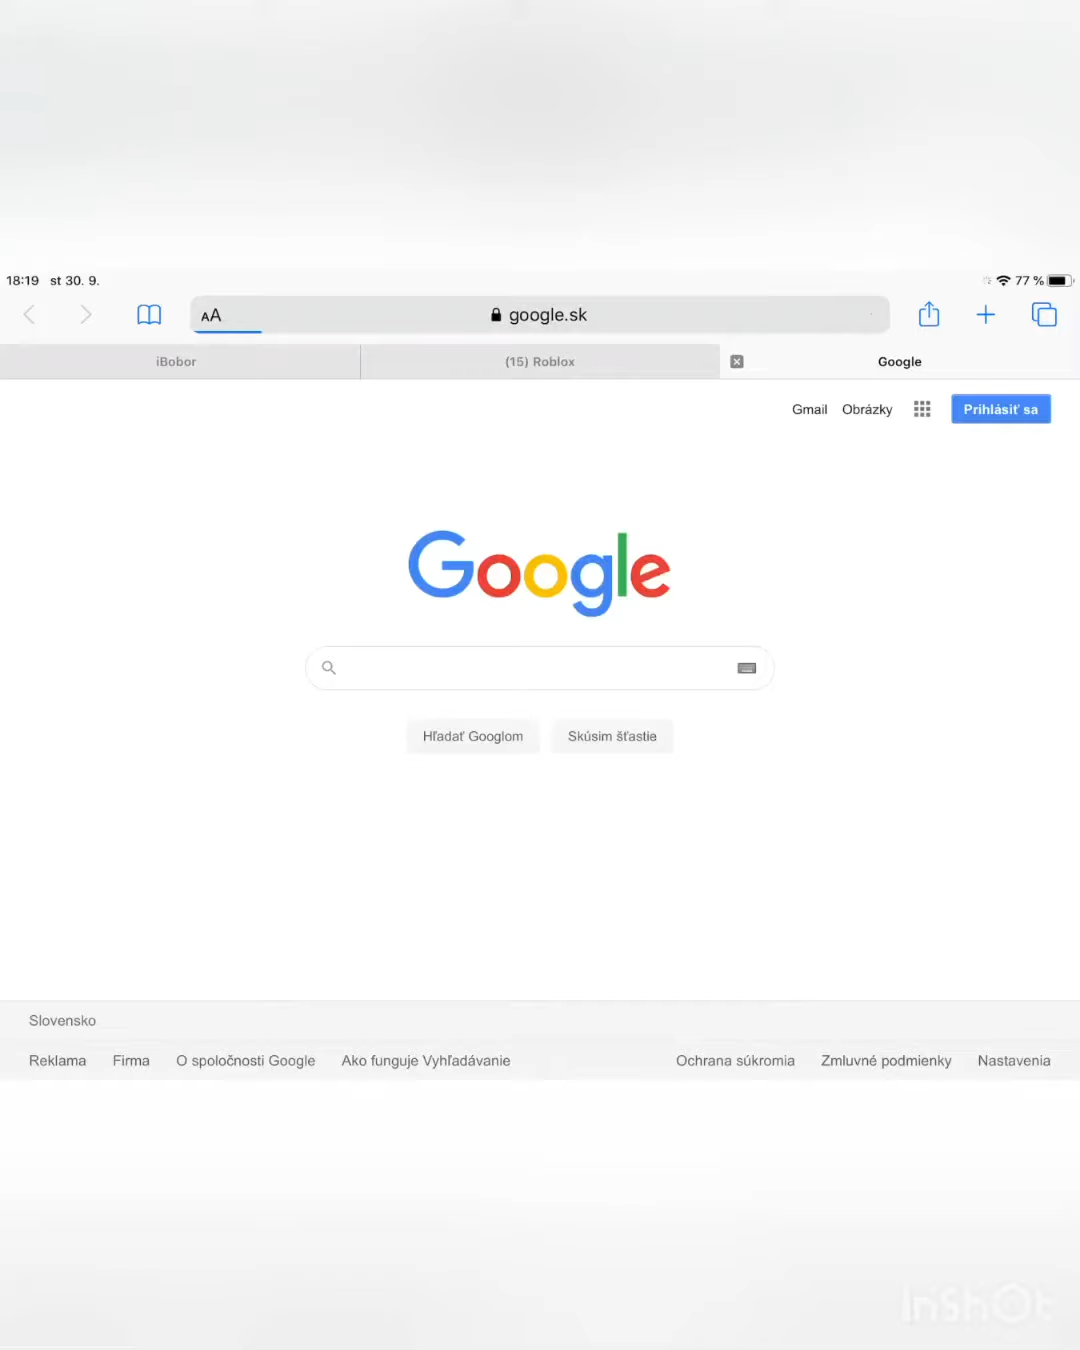 18:19 st 30. 9. 77 %
AA google.sk
iBobor (15) Roblox Google
Gmail Obrázky Prihlásiť sa
Google
Hľadať Googlom Skúsim šťastie
Slovensko
Reklama Firma O spoločnosti Google Ako funguje Vyhľadávanie Ochrana súkromia Zmluvné podmienky Nastavenia
InShOt